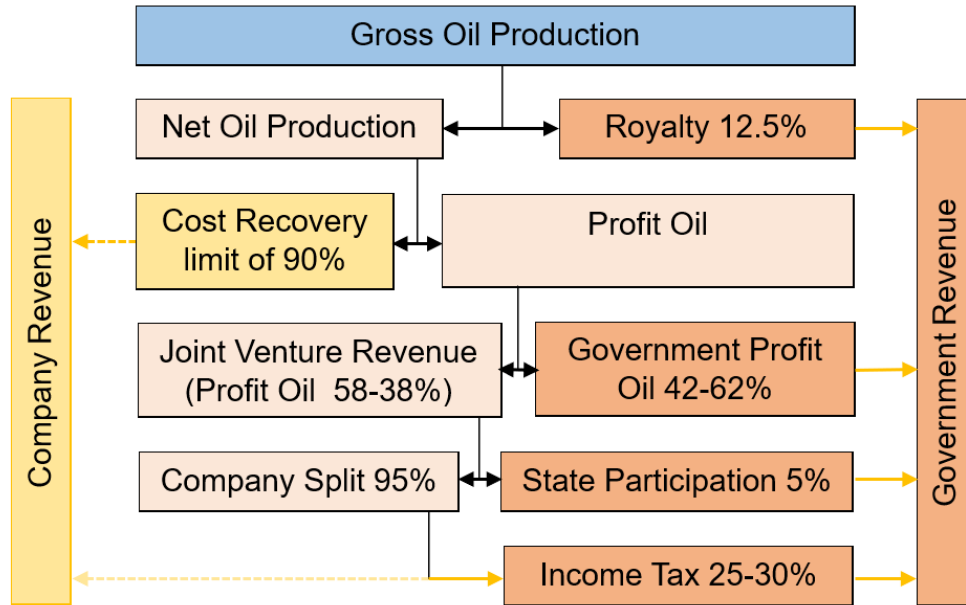 Gross Oil Production
Net Oil Production
Royalty 12.5%
Cost Recovery
limit of 90%
Profit Oil
Joint Venture Revenue
(Profit Oil 58-38%)
Government Profit
Oil 42-62%
Company Split 95%
State Participation 5%
Income Tax 25-30%
Company Revenue
Government Revenue